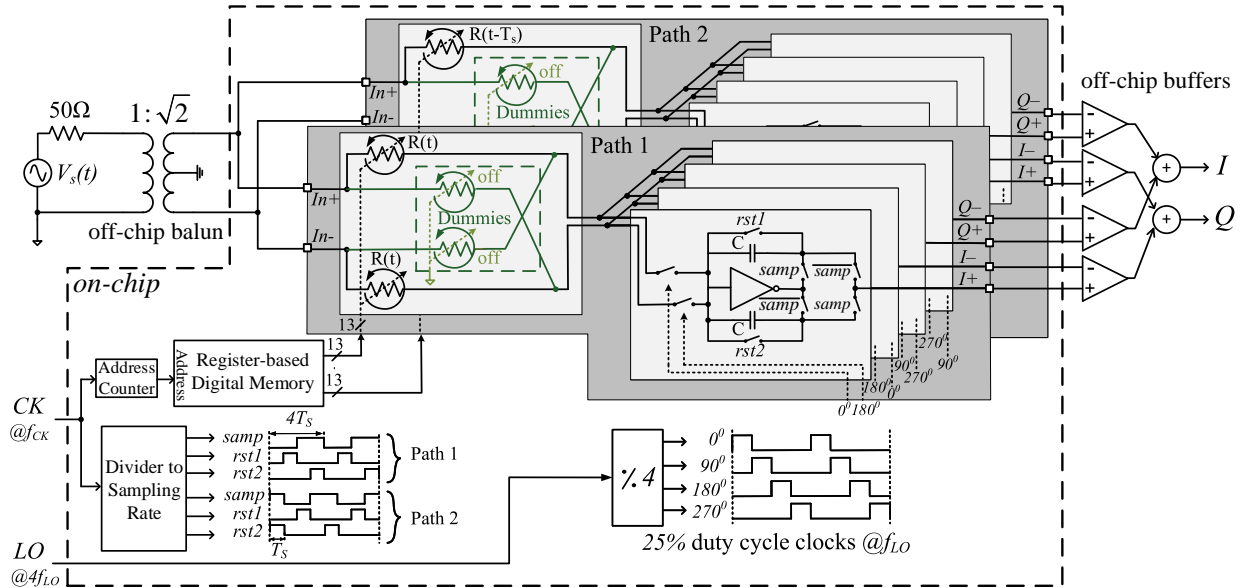 R(t-Ts)
Path 2
off
Dummies
off-chip buffers
50Ω
1:√2
In+
In-
Vs(t)
off-chip balun
R(t)
Path 1
off
Dummies
off
In+
In-
R(t)
Q−
Q+
I−
I+
I
Q
Q−
Q+
I−
I+
rst1
C
samp
samp
samp
samp
C
rst2
0⁰
180⁰
180⁰
0⁰
90⁰
270⁰
270⁰
90⁰
on-chip
13
13
13
Address Counter
Address
Register-based
Digital Memory
CK
@fCK
Divider to
Sampling
Rate
4TS
samp
rst1
rst2
Path 1
samp
rst1
rst2
Path 2
TS
LO
@4fLO
٪4
0⁰
90⁰
180⁰
270⁰
25% duty cycle clocks @fLO